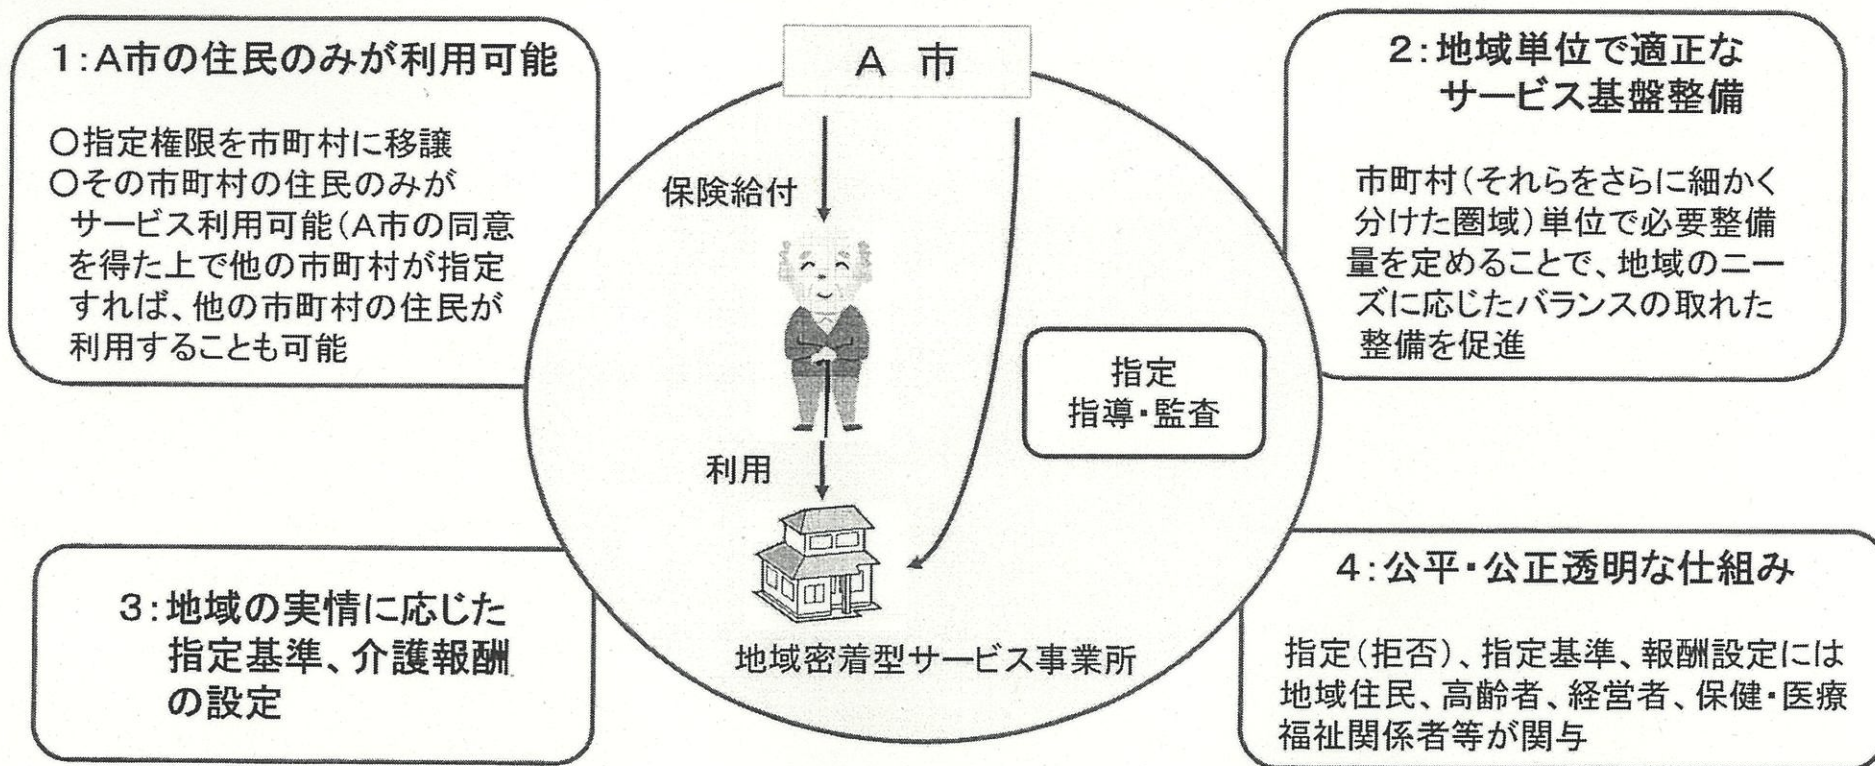 1:A市の住民のみが利用可能
○指定権限を市町村に移譲
○その市町村の住民のみが
サービス利用可能(A市の同意
を得た上で他の市町村が指定
すれば、他の市町村の住民が
利用することも可能
A 市
保険給付
利用
地域密着型サービス事業所
指定
指導・監査
2:地域単位で適正な
サービス基盤整備
市町村(それらをさらに細かく
分けた圏域)単位で必要整備
量を定めることで、地域のニー
ズに応じたバランスの取れた
整備を促進
3:地域の実情に応じた
指定基準、介護報酬
の設定
4:公平・公正透明な仕組み
指定(拒否)、指定基準、報酬設定には
地域住民、高齢者、経営者、保健・医療
福祉関係者等が関与